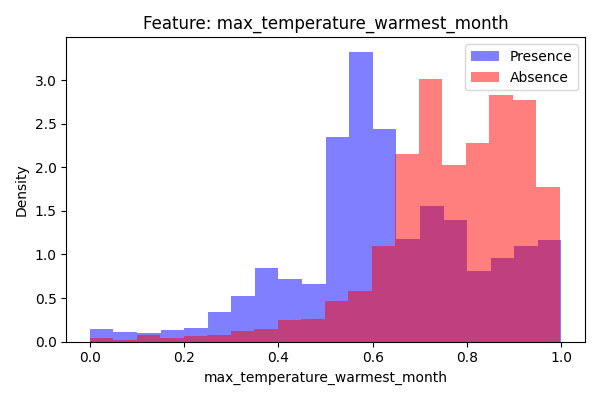 Feature: max_temperature_warmest_month
Presence
Absence
Density
3.0
2.5
2.0
1.5
1.0
0.5
0.0
0.0 0.2 0.4 0.6 0.8 1.0
max_temperature_warmest_month